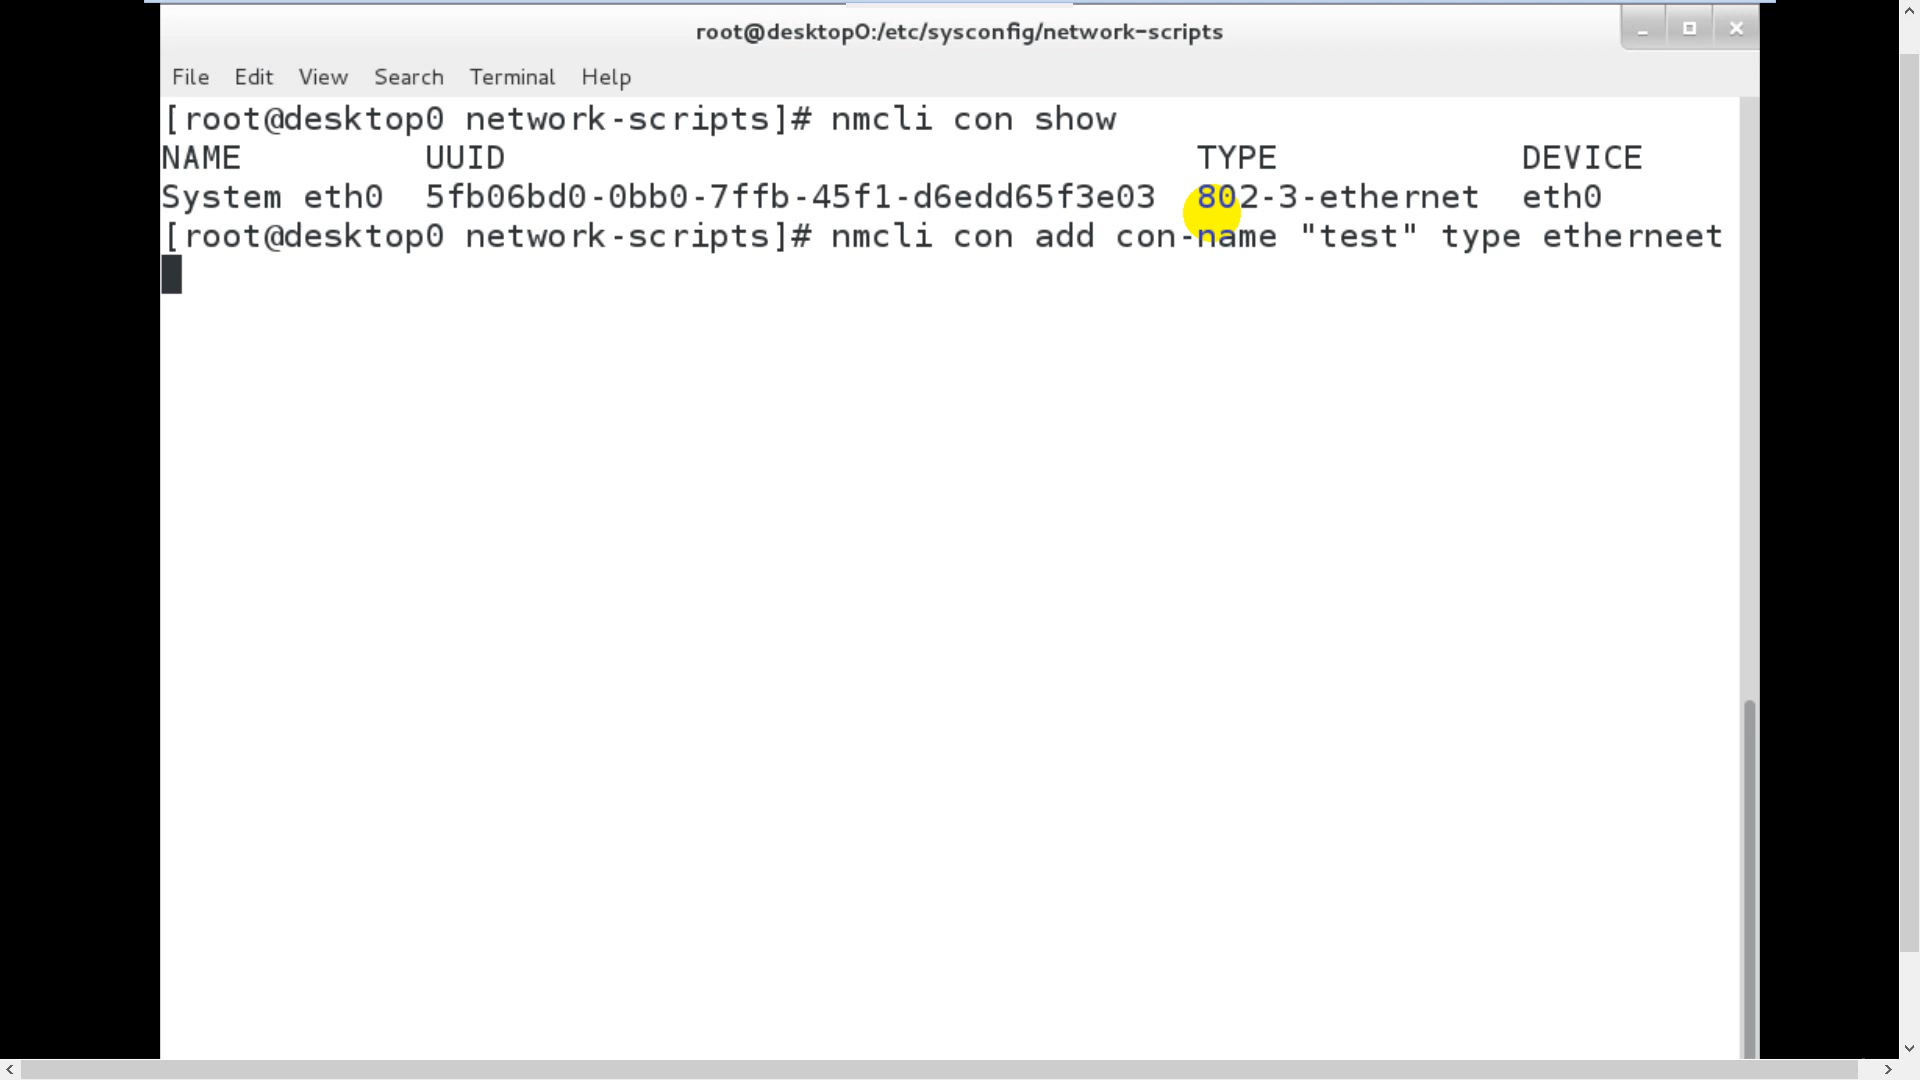 root@desktop0:/etc/sysconfig/network-scripts
File Edit View Search Terminal Help
[root@desktop0 network-scripts]# nmcli con show
NAME UUID TYPE DEVICE
System eth0 5fb06bd0-0bb0-7ffb-45f1-d6edd65f3e03 802-3-ethernet eth0
[root@desktop0 network-scripts]# nmcli con add con-name "test" type etherneet